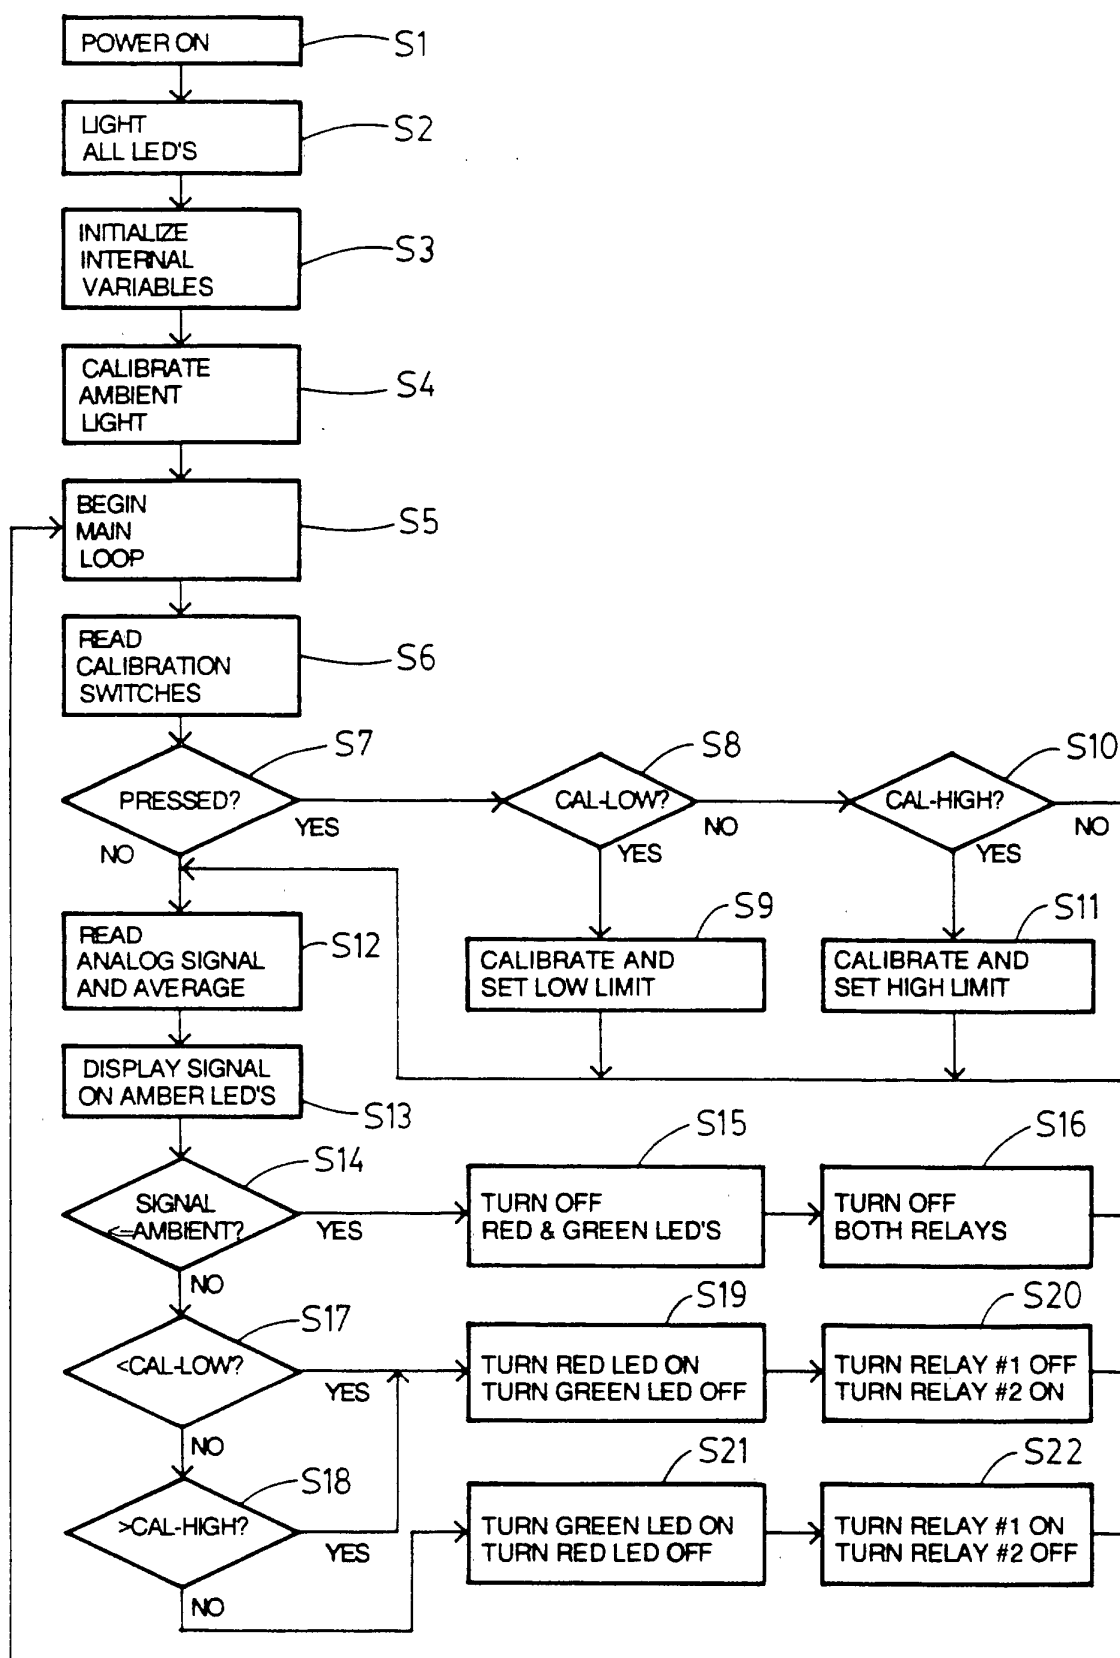 POWER ON
S1
LIGHT
ALL LED'S
S2
INITIALIZE
INTERNAL
VARIABLES
S3
CALIBRATE
AMBIENT
LIGHT
S4
BEGIN
MAIN
LOOP
S5
READ
CALIBRATION
SWITCHES
S6
PRESSED?
S7
YES
NO
CAL-LOW?
S8
NO
YES
CAL-HIGH?
S10
NO
YES
CALIBRATE AND
SET LOW LIMIT
S9
CALIBRATE AND
SET HIGH LIMIT
S11
READ
ANALOG SIGNAL
AND AVERAGE
S12
DISPLAY SIGNAL
ON AMBER LED'S
S13
SIGNAL
<=AMBIENT?
S14
YES
NO
TURN OFF
RED & GREEN LED'S
S15
TURN OFF
BOTH RELAYS
S16
<CAL-LOW?
S17
YES
NO
TURN RED LED ON
TURN GREEN LED OFF
S19
TURN RELAY #1 OFF
TURN RELAY #2 ON
S20
>CAL-HIGH?
S18
YES
NO
TURN GREEN LED ON
TURN RED LED OFF
S21
TURN RELAY #1 ON
TURN RELAY #2 OFF
S22